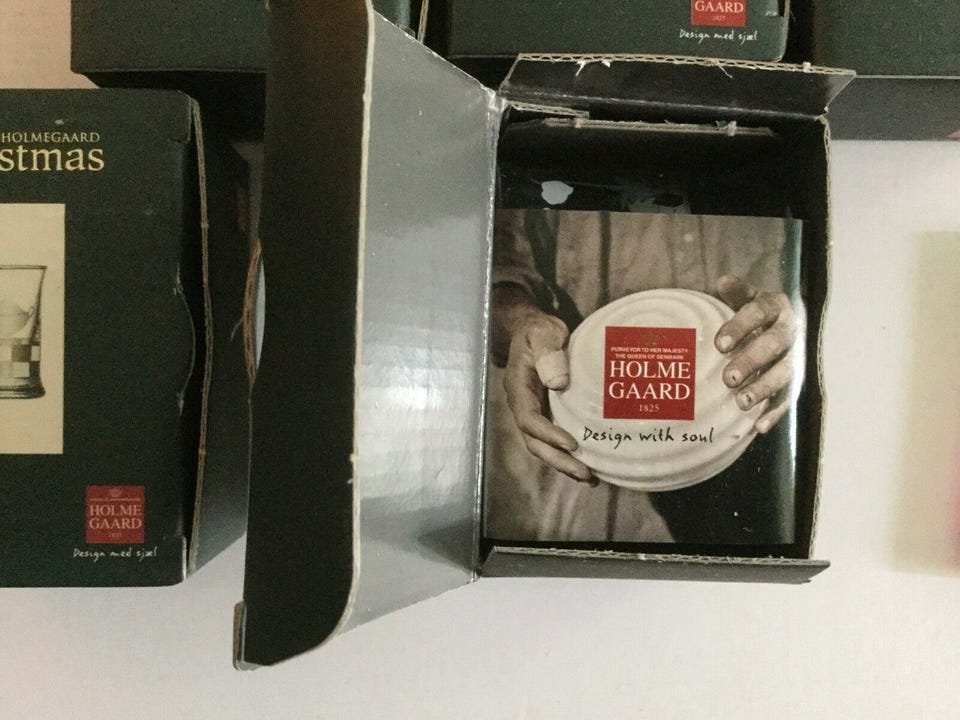 GAARD
1825
Design med sjæl
HOLMEGAARD
stmas
PURVEYOR TO HER MAJESTY
THE QUEEN OF DENMARK
HOLME
GAARD
1825
Design with soul
HOLME
GAARD
1825
Design med sjæl